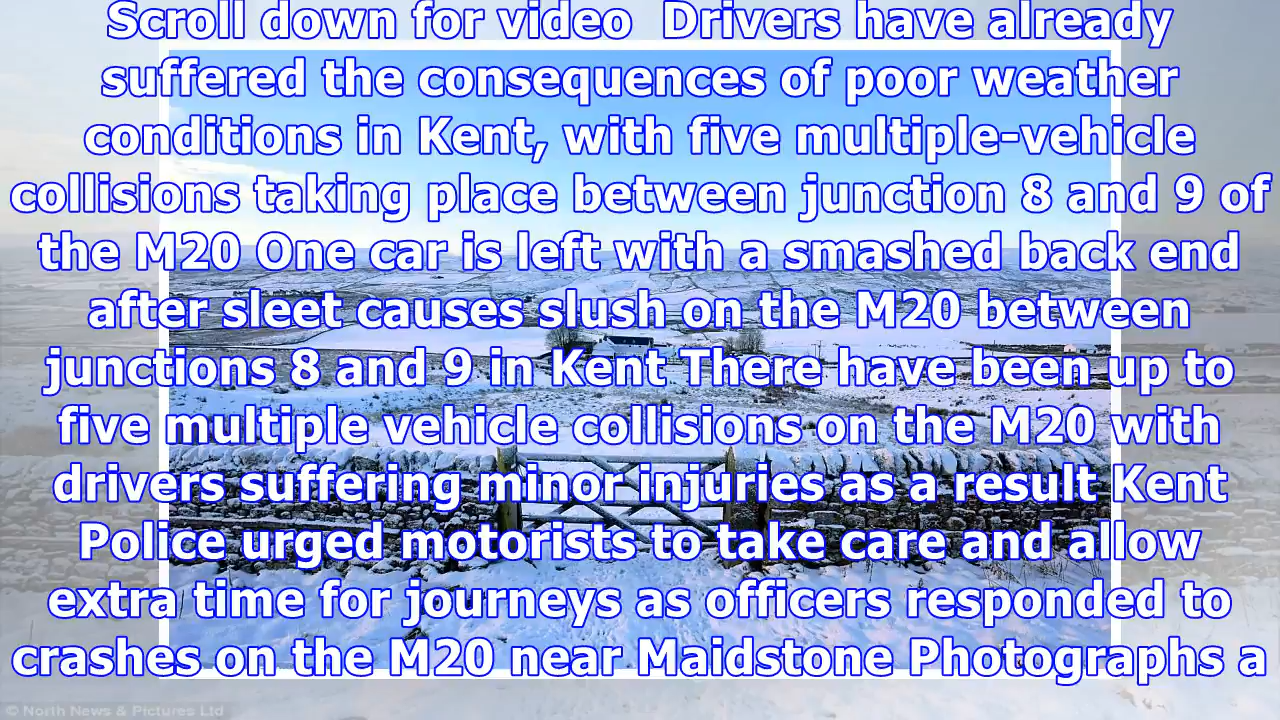 Scroll down for video  Drivers have already
suffered the consequences of poor weather
conditions in Kent, with five multiple-vehicle
collisions taking place between junction 8 and 9 of
the M20 One car is left with a smashed back end
after sleet causes slush on the M20 between
junctions 8 and 9 in Kent There have been up to
five multiple vehicle collisions on the M20 with
drivers suffering minor injuries as a result Kent
Police urged motorists to take care and allow
extra time for journeys as officers responded to
crashes on the M20 near Maidstone Photographs a
© North News & Pictures Ltd